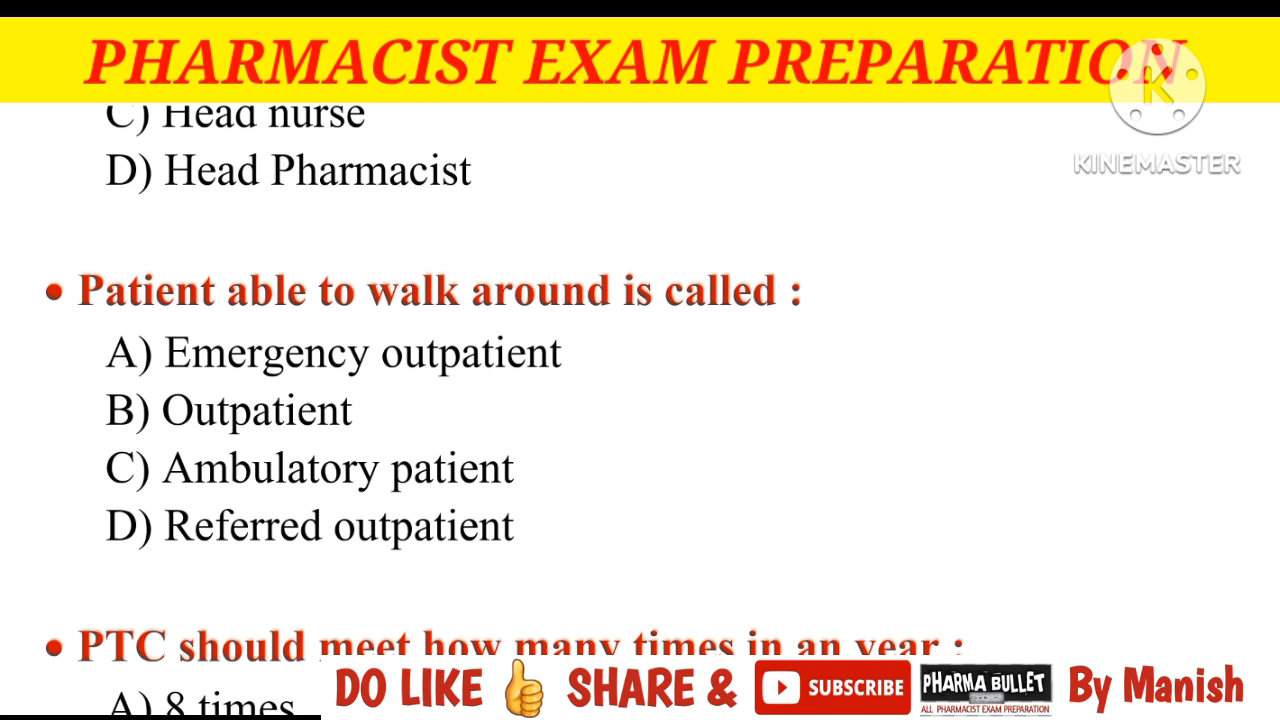 PHARMACIST EXAM PREPARATION
KINEMASTER
C) Head nurse
D) Head Pharmacist
• Patient able to walk around is called :
A) Emergency outpatient
B) Outpatient
C) Ambulatory patient
D) Referred outpatient
• PTC should meet how many times in an year :
A) 8 times
DO LIKE SHARE & SUBSCRIBE PHARMA BULLET By Manish
ALL PHARMACIST EXAM PREPARATION